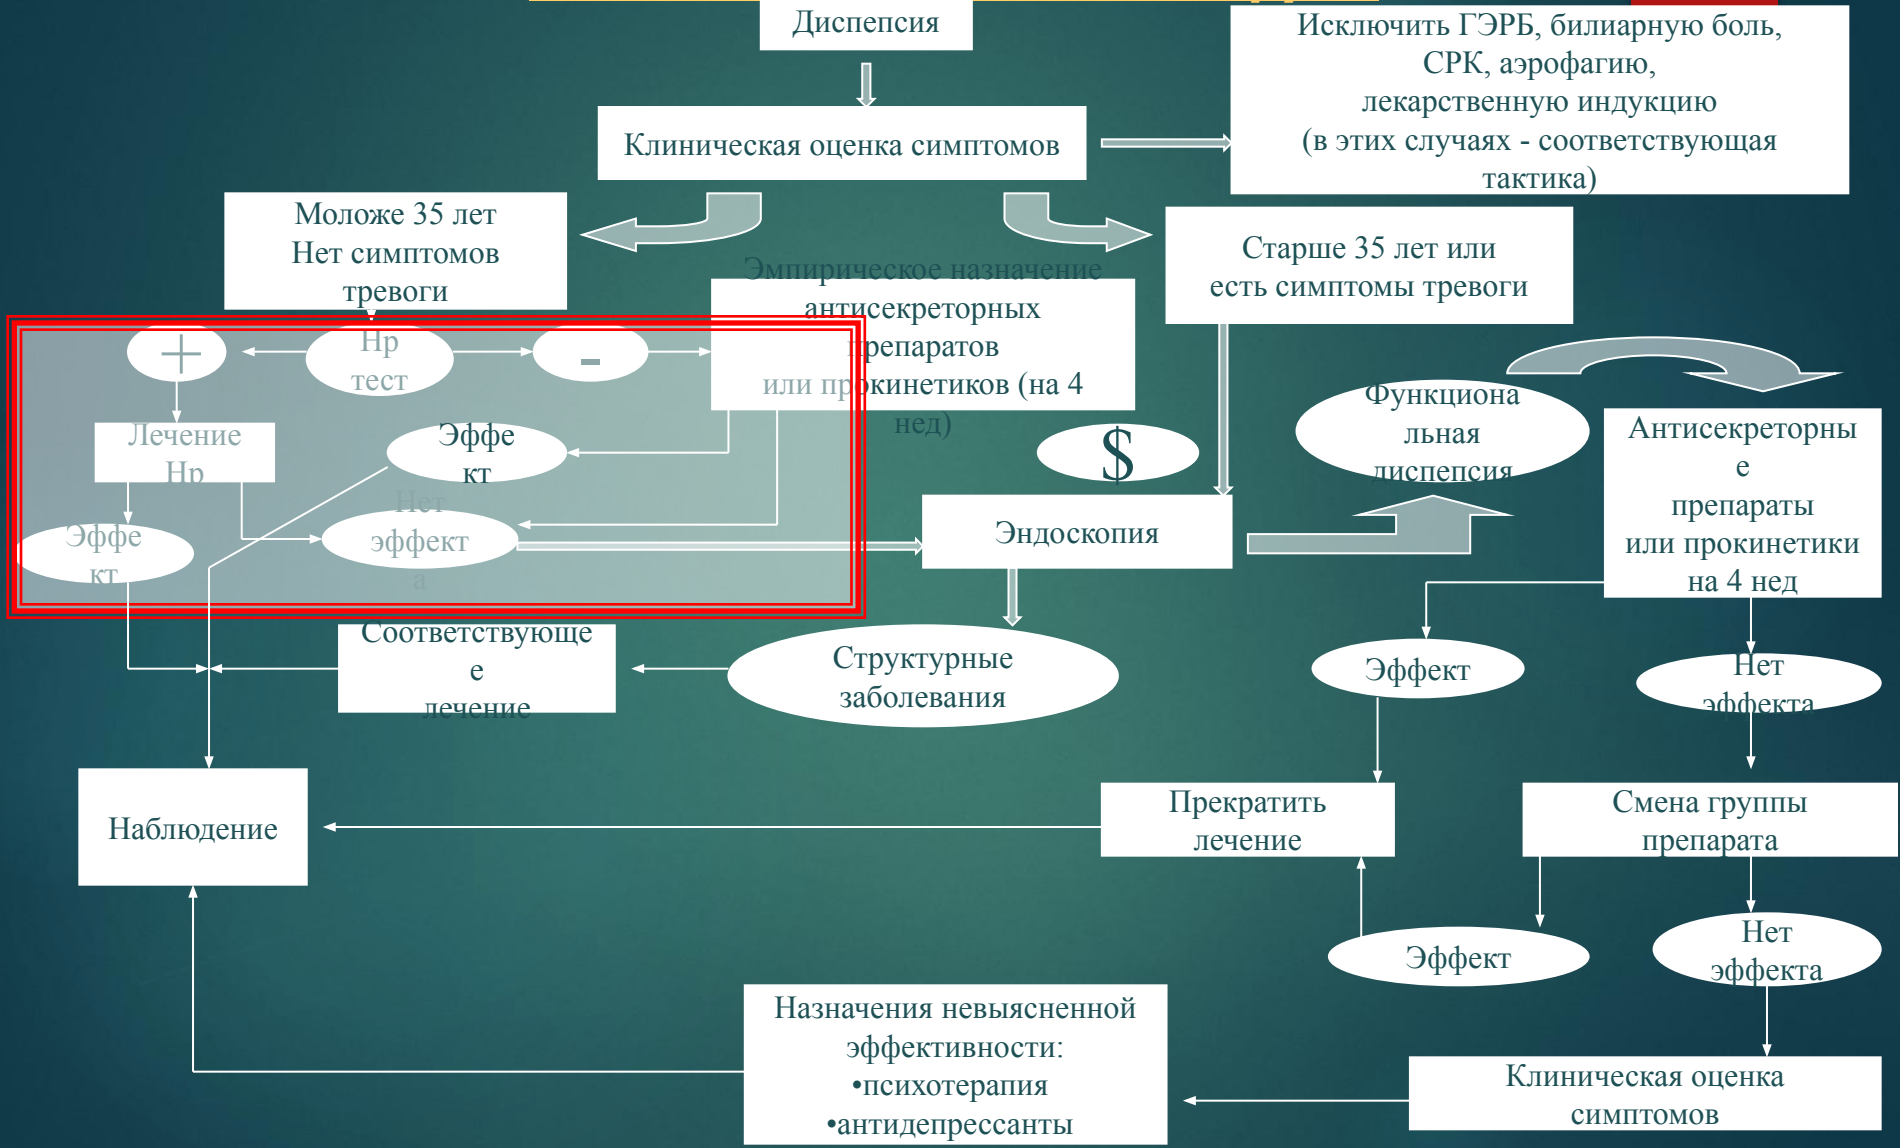 Диспепсия
Исключить ГЭРБ, билиарную боль,
СРК, аэрофагию,
лекарственную индукцию
(в этих случаях - соответствующая
тактика)
Клиническая оценка симптомов
Моложе 35 лет
Нет симптомов
тревоги
Старше 35 лет или
есть симптомы тревоги
Эмпирическое назначение
антисекреторных
препаратов
или прокинетиков (на 4
нед)
+
Нр
тест
-
Лечение
Нр
Эффе
кт
Нет
эффект
а
Эффе
кт
$
Функциона
льная
диспепсия
Антисекреторны
е
препараты
или прокинетики
на 4 нед
Эндоскопия
Соответствующе
е
лечение
Структурные
заболевания
Эффект
Нет
эффекта
Наблюдение
Прекратить
лечение
Смена группы
препарата
Эффект
Нет
эффекта
Назначения невыясненной
эффективности:
•психотерапия
•антидепрессанты
Клиническая оценка
симптомов